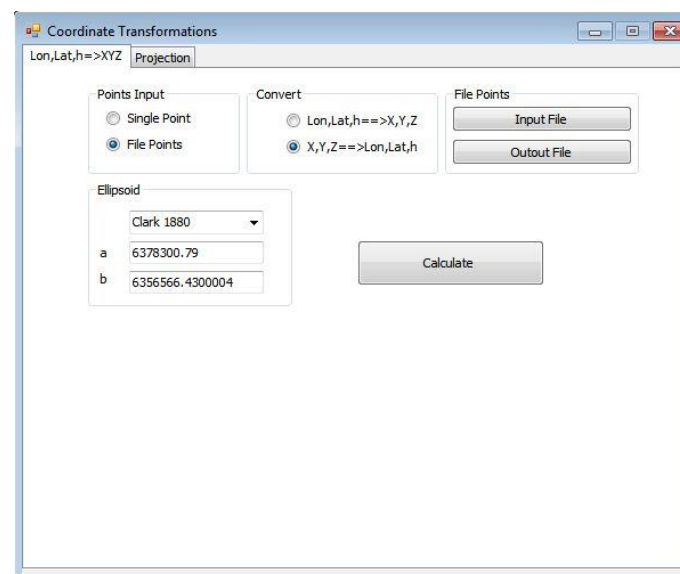 Coordinate Transformations
Lon,Lat,h=>XYZ Projection
Points Input
Single Point
File Points
Convert
Lon,Lat,h==>X,Y,Z
X,Y,Z==>Lon,Lat,h
File Points
Input File
Outout File
Ellipsoid
Clark 1880
a 6378300.79
b 6356566.4300004
Calculate